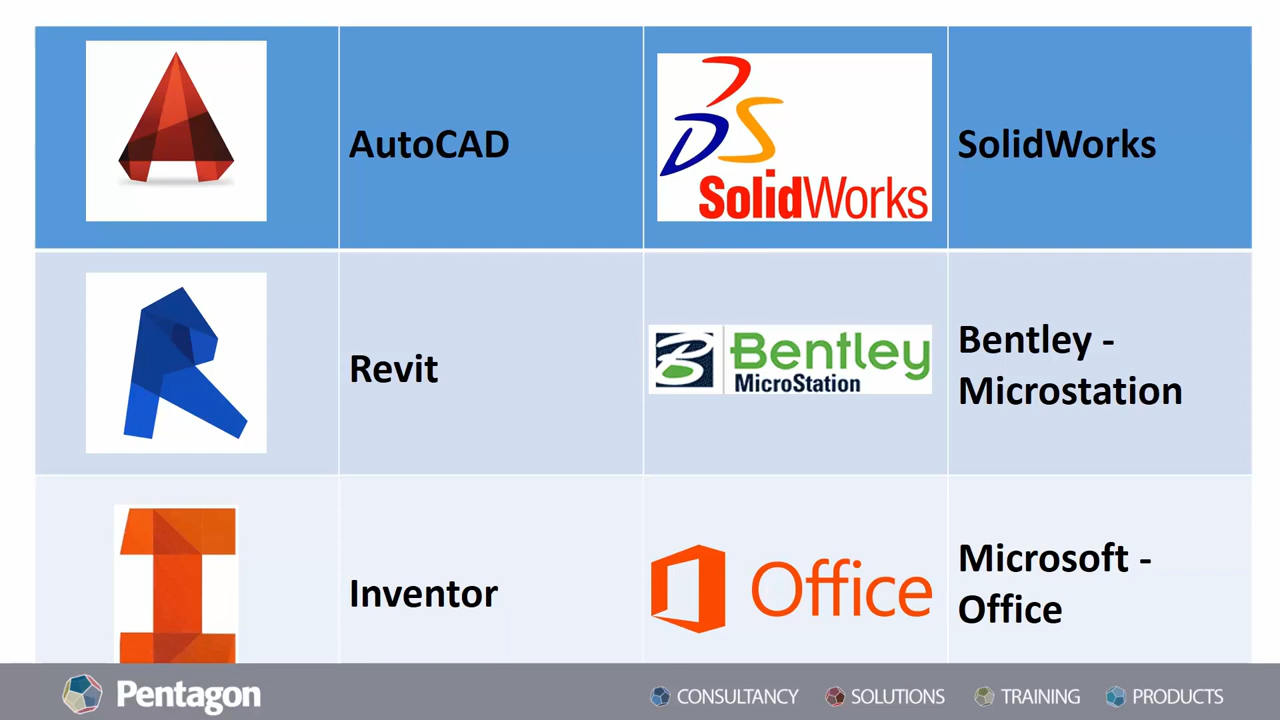 AutoCAD
SolidWorks
SolidWorks
Revit
Bentley
MicroStation
Bentley -
Microstation
Inventor
Office
Microsoft -
Office
Pentagon
CONSULTANCY
SOLUTIONS
TRAINING
PRODUCTS